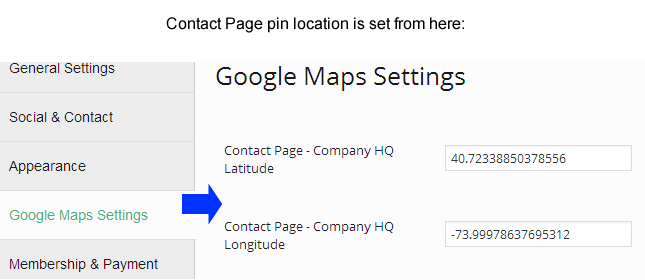 Contact Page pin location is set from here:
General Settings
Google Maps Settings
Social & Contact
Contact Page - Company HQ
Latitude
40.72338850378556
Appearance
Google Maps Settings
Contact Page - Company HQ
Longitude
-73.99978637695312
Membership & Payment